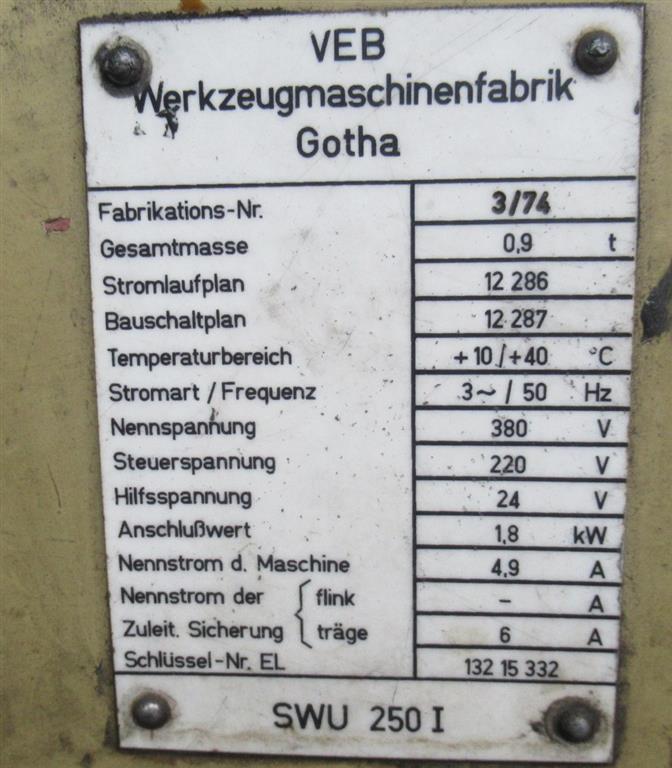 VEB
Werkzeugmaschinenfabrik
Gotha
Fabrikations-Nr. 3/74
Gesamtmasse 0,9 t
Stromlaufplan 12 286
Bauschaltplan 12 287
Temperaturbereich +10/+40 °C
Stromart / Frequenz 3~ / 50 Hz
Nennspannung 380 V
Steuerspannung 220 V
Hilfsspannung 24 V
Anschlußwert 1,8 kW
Nennstrom d. Maschine 4,9 A
Nennstrom der flink – A
Zuleit. Sicherung träge 6 A
Schlüssel-Nr. EL 132 15 332
SWU 250 I